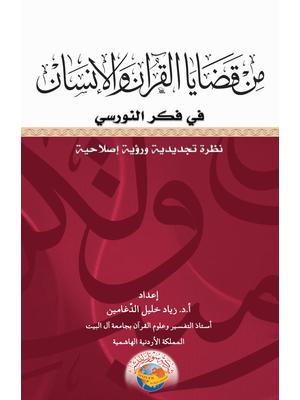 من قضايا القرآن والإنسان
في فكر النورسي
نظرة تجديدية ورؤية إصلاحية
إعداد
أ.د. زياد خليل الدّغامين
أستاذ التفسير وعلوم القرآن بجامعة آل البيت
المملكة الأردنية الهاشمية